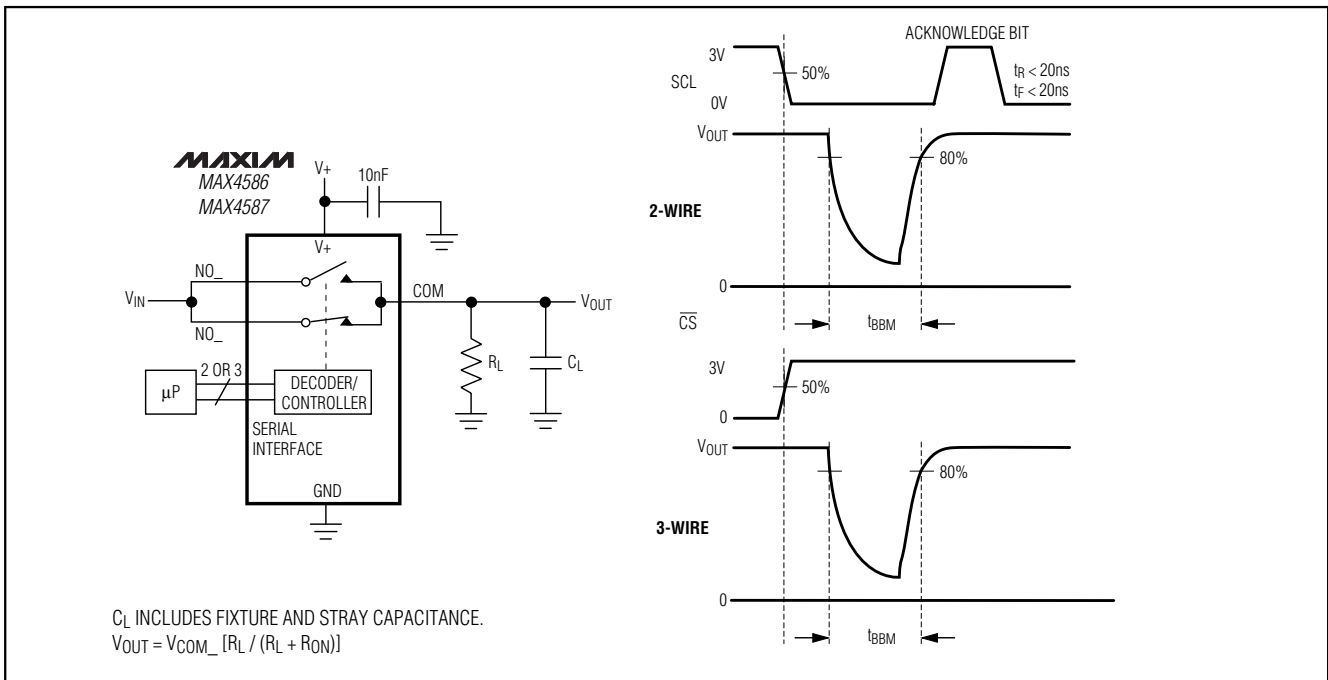 MAXIM
MAX4586
MAX4587
V+
10nF
V+
NO_
VIN
NO_
COM
VOUT
RL
CL
2 OR 3
µP
DECODER/
CONTROLLER
SERIAL
INTERFACE
GND
CL INCLUDES FIXTURE AND STRAY CAPACITANCE.
VOUT = VCOM_ [RL / (RL + RON)]
ACKNOWLEDGE BIT
3V
SCL
50%
0V
tR < 20ns
tF < 20ns
VOUT
80%
2-WIRE
0
CS
tBBM
3V
50%
0
VOUT
80%
3-WIRE
0
tBBM